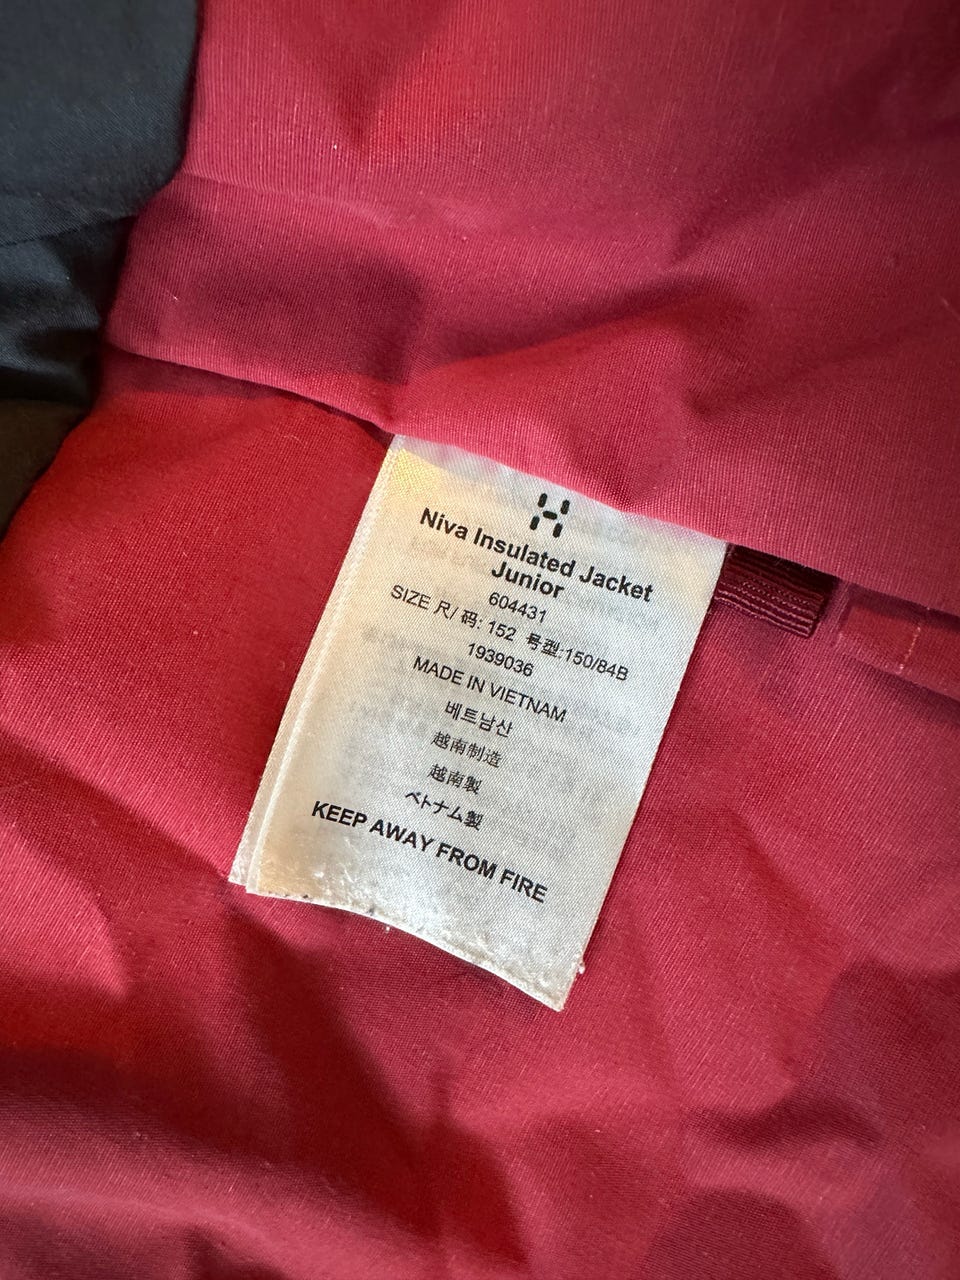 Niva Insulated Jacket
Junior
604431
SIZE 尺/ 码: 152 号型:150/84B
1939036
MADE IN VIETNAM
베트남산
越南制造
越南製
ベトナム製
KEEP AWAY FROM FIRE